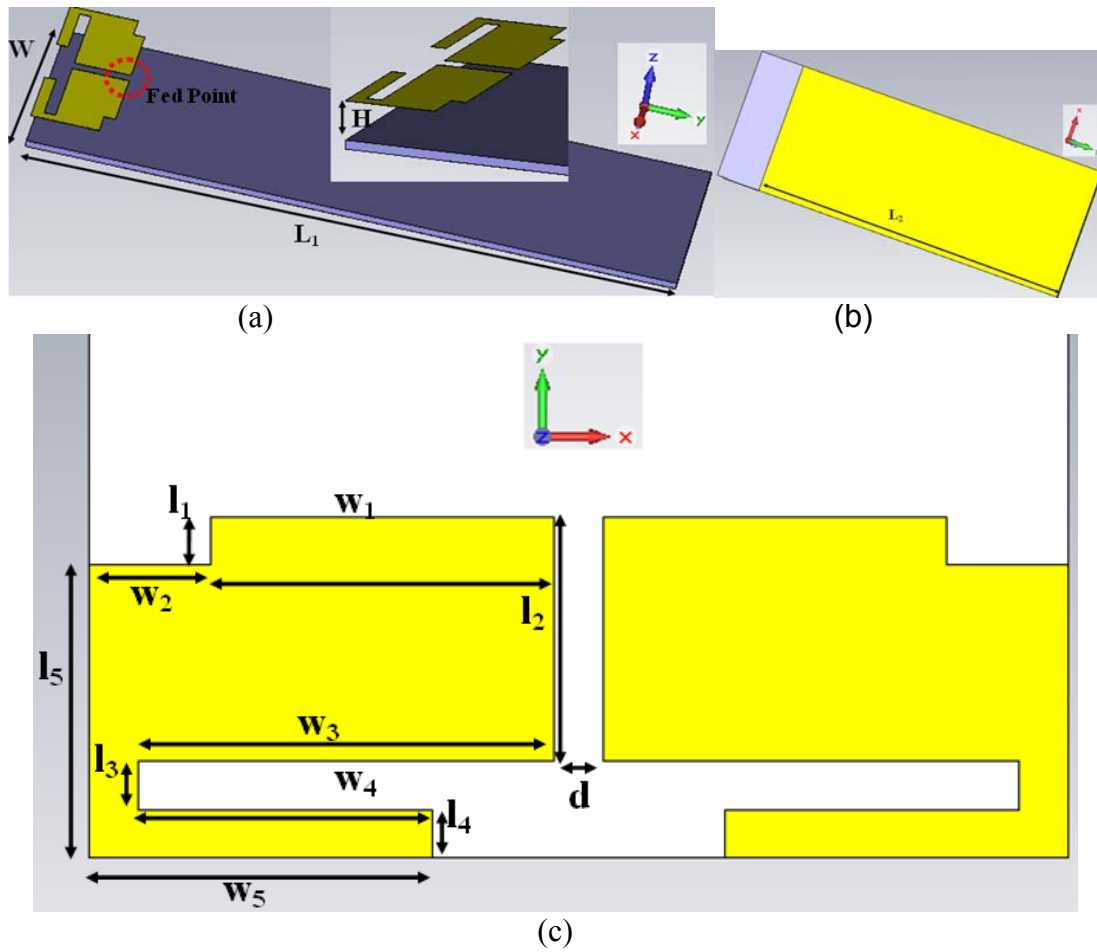 W
Fed Point
L₁
H
z
y
x
(a)
x
y
L₂
(b)
y
z
x
l₁
w₁
w₂
l₂
l₅
w₃
l₃
w₄
d
l₄
w₅
(c)